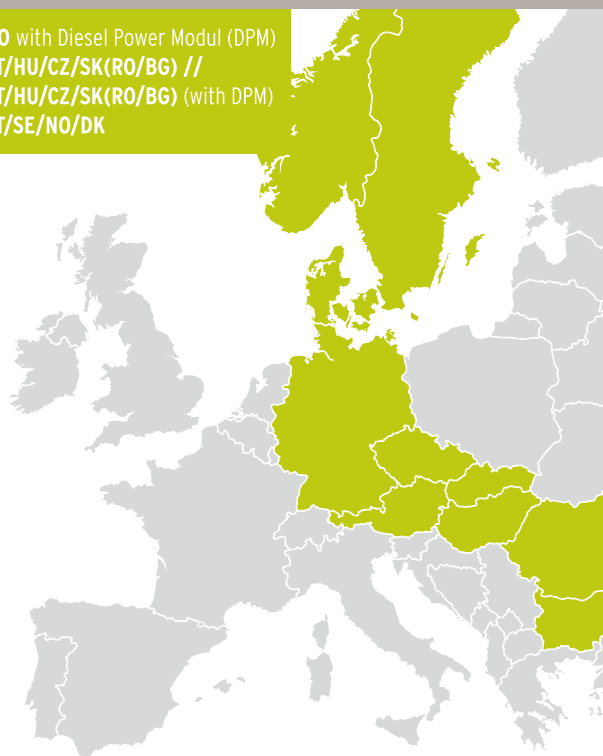 O with Diesel Power Modul (DPM)
T/HU/CZ/SK(RO/BG) //
T/HU/CZ/SK(RO/BG) (with DPM)
T/SE/NO/DK